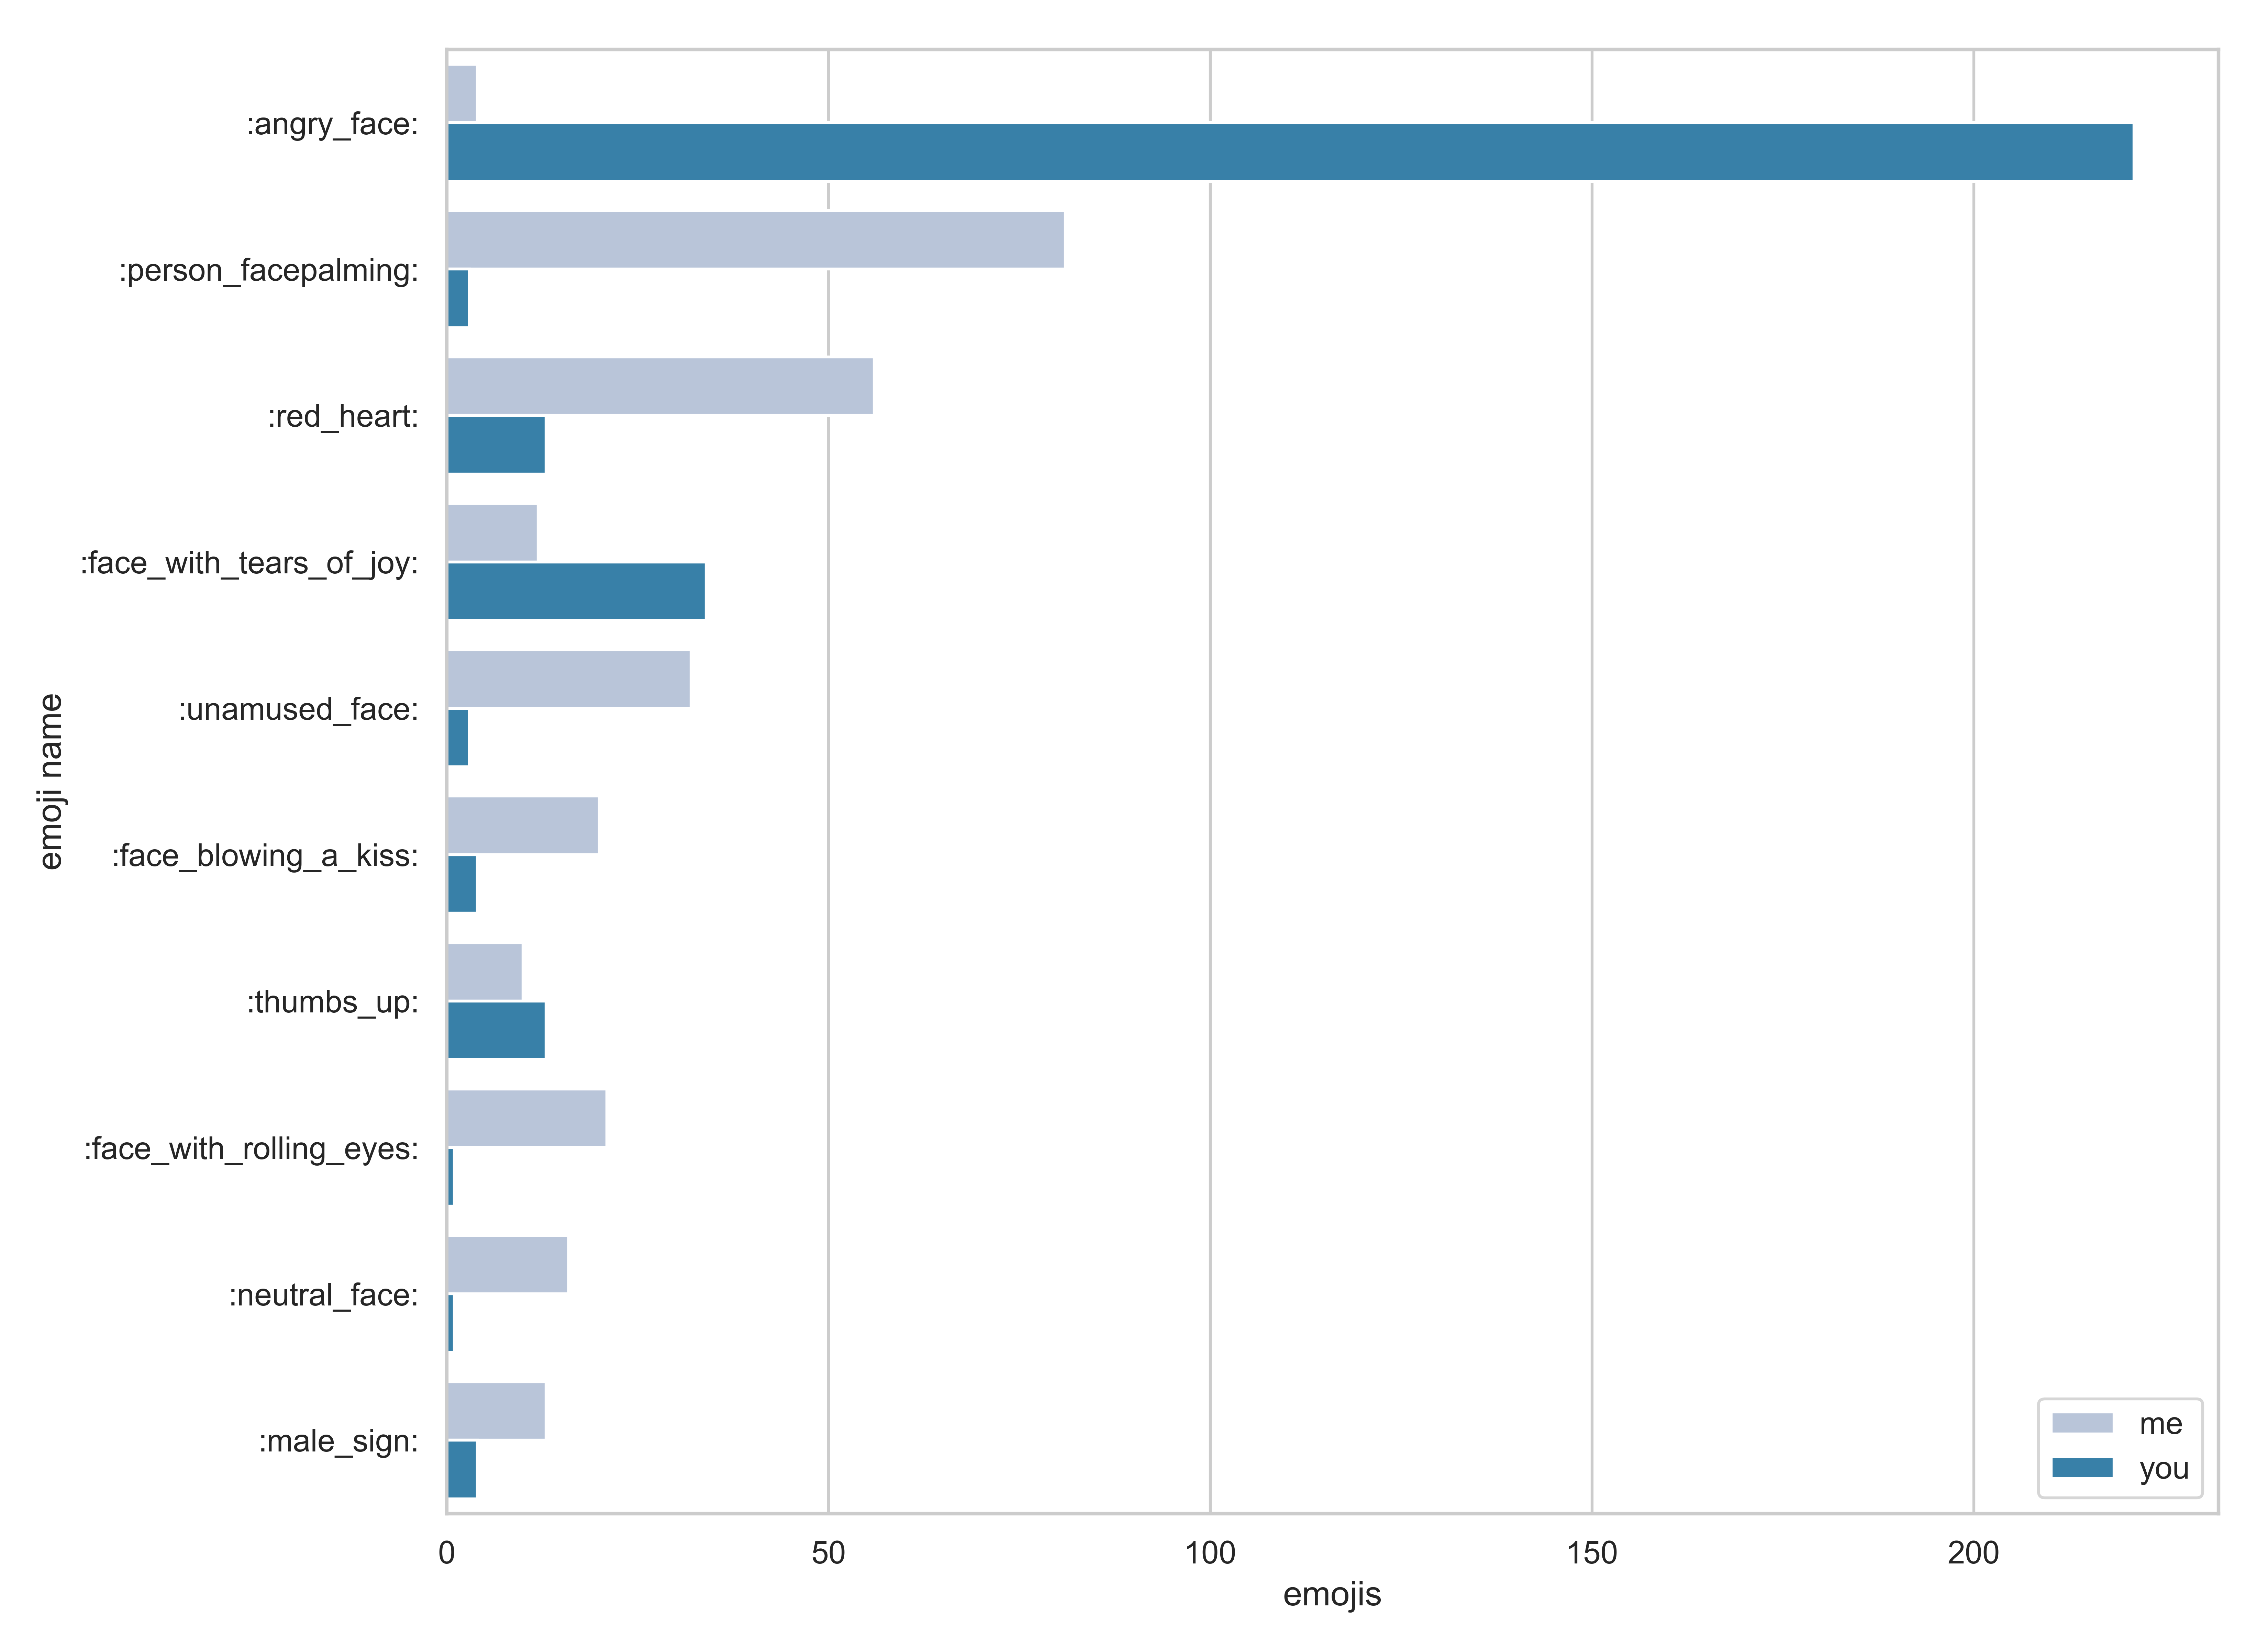 :angry_face:
:person_facepalming:
:red_heart:
:face_with_tears_of_joy:
:unamused_face:
:face_blowing_a_kiss:
:thumbs_up:
:face_with_rolling_eyes:
:neutral_face:
:male_sign:
emoji name
me
you
0 50 100 150 200
emojis